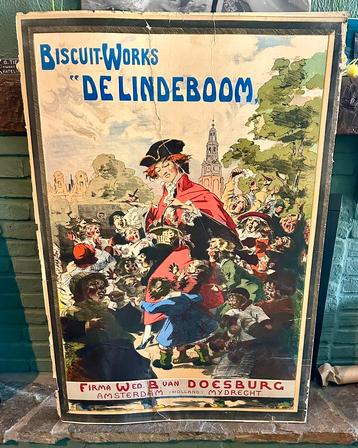 BISCUIT-WORKS
"DE LINDEBOOM"
FIRMA WED. B. VAN DOESBURG
AMSTERDAM (HOLLAND) MYDRECHT